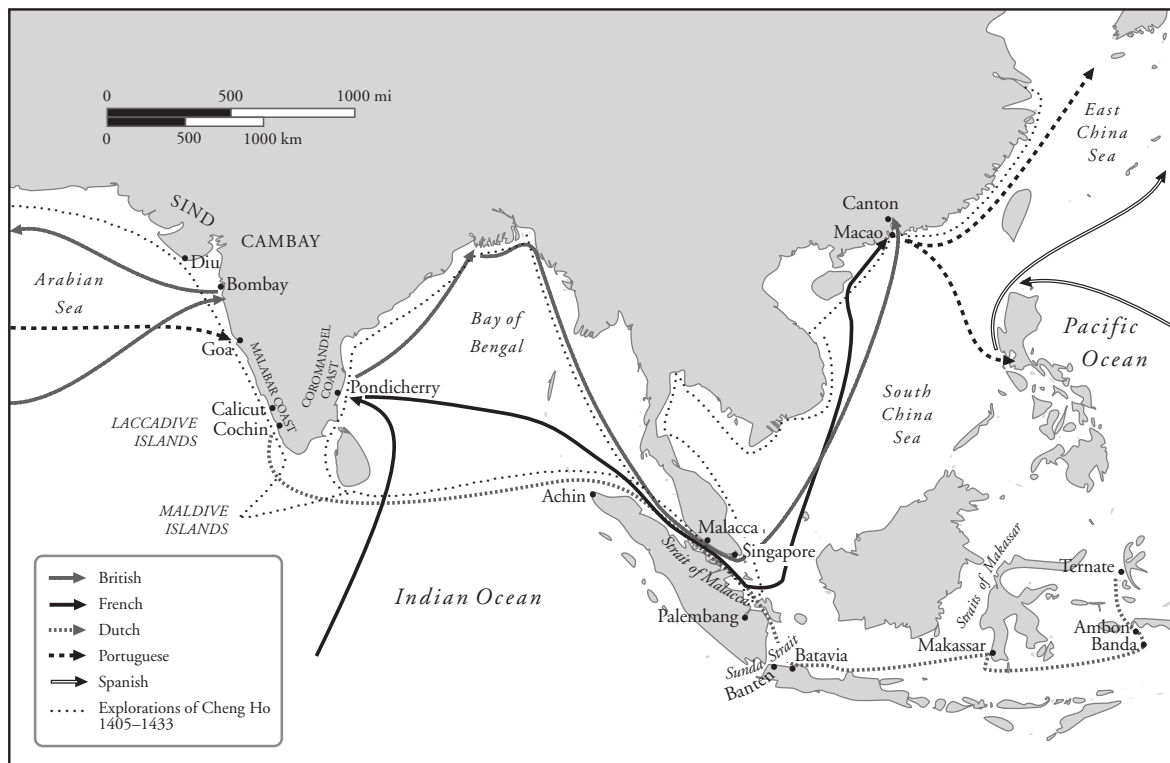 0 500 1000 mi
0 500 1000 km
East
China
Sea
SIND
CAMBAY
Canton
Macao
Diu
Bombay
Arabian
Sea
Goa
Bay of
Bengal
Pacific
Ocean
MALABAR COAST
COROMANDEL
COAST
Pondicherry
Calicut
Cochin
LACCADIVE
ISLANDS
South
China
Sea
MALDIVE
ISLANDS
Achin
Malacca
Singapore
Strait of Malacca
Straits of Makassar
Ternate
Indian Ocean
Palembang
Ambon
Banda
Makassar
Sunda Strait
Batavia
Banten
British
French
Dutch
Portuguese
Spanish
Explorations of Cheng Ho
1405–1433